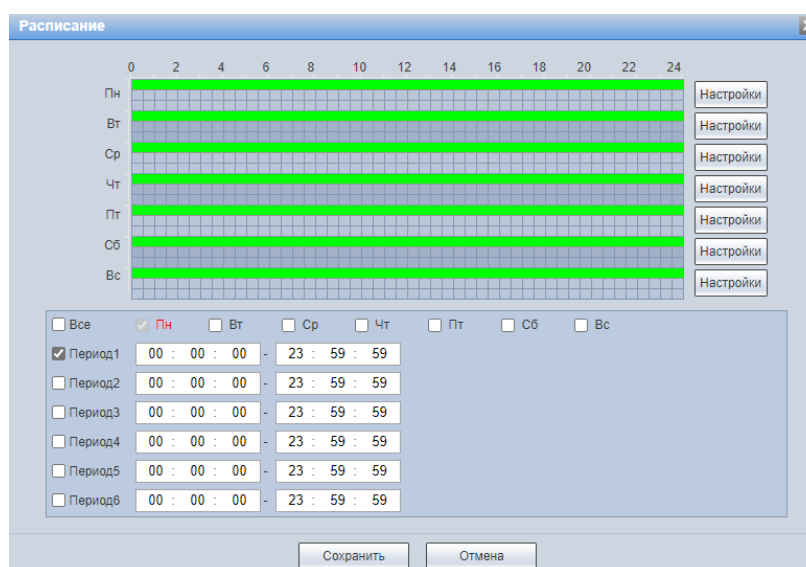 Расписание
0 2 4 6 8 10 12 14 16 18 20 22 24
Пн Настройки
Вт Настройки
Ср Настройки
Чт Настройки
Пт Настройки
Сб Настройки
Вс Настройки
Все Пн Вт Ср Чт Пт Сб Вс
Период1 00 : 00 : 00 - 23 : 59 : 59
Период2 00 : 00 : 00 - 23 : 59 : 59
Период3 00 : 00 : 00 - 23 : 59 : 59
Период4 00 : 00 : 00 - 23 : 59 : 59
Период5 00 : 00 : 00 - 23 : 59 : 59
Период6 00 : 00 : 00 - 23 : 59 : 59
Сохранить Отмена